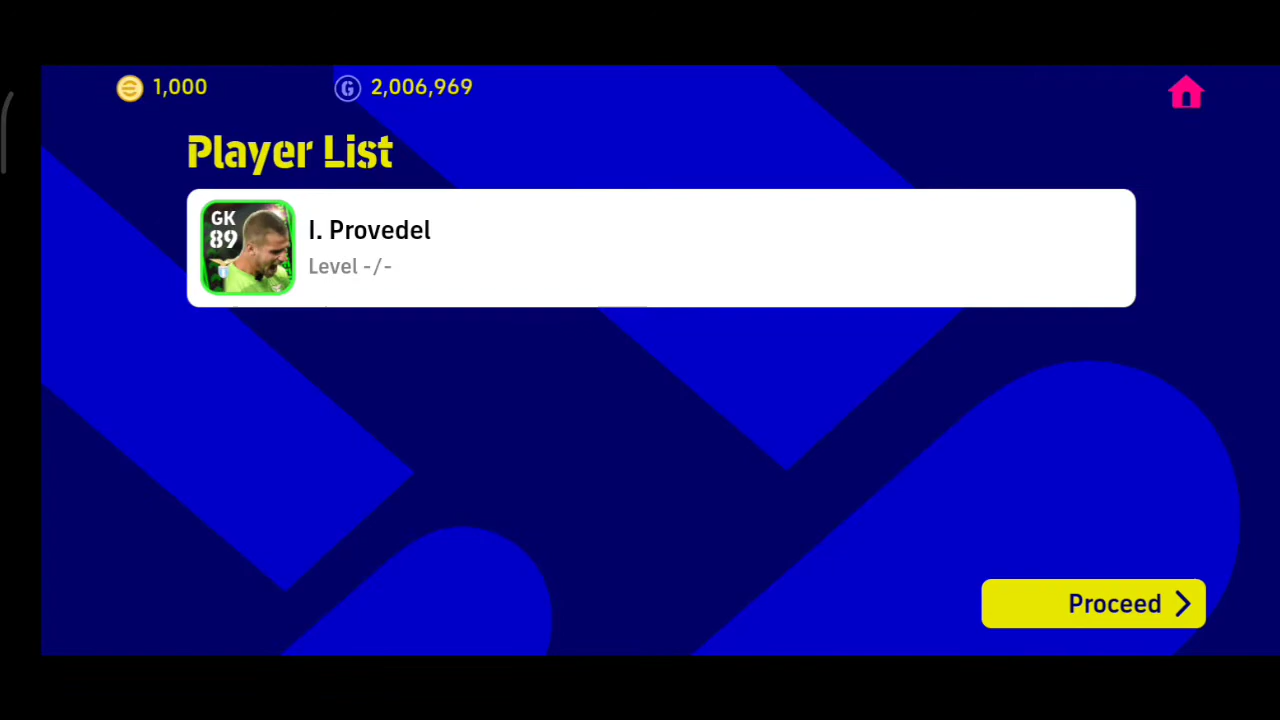 1,000
2,006,969
Player List
GK
89
I. Provedel
Level -/-
Proceed